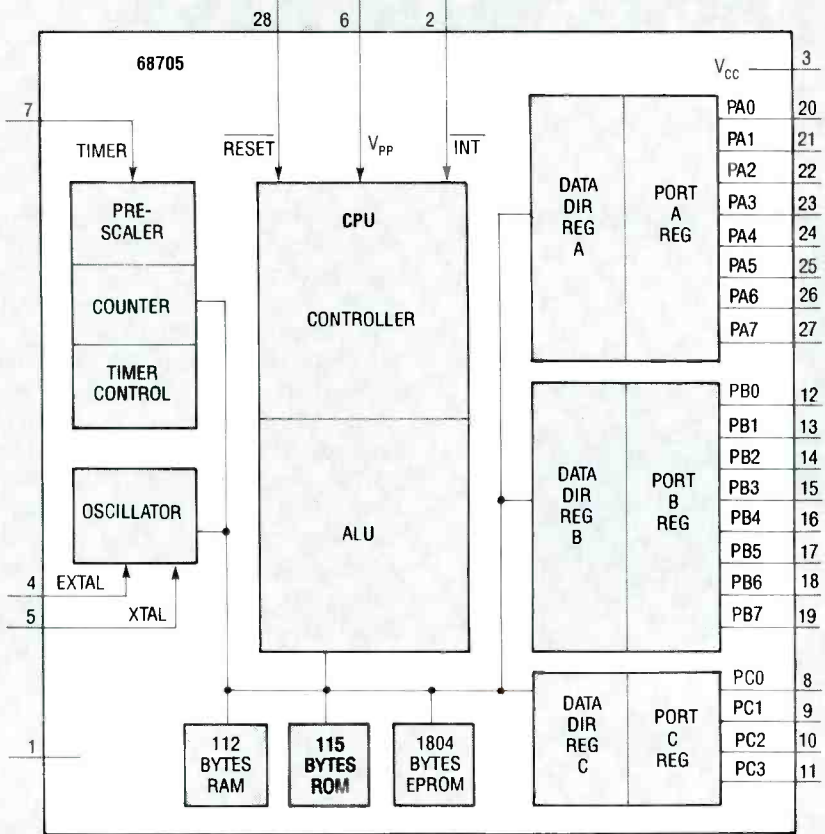 28 6 2
68705
V_CC 3
7
TIMER
RESET
V_PP
INT
PRE-
SCALER
COUNTER
TIMER
CONTROL
CPU
CONTROLLER
ALU
OSCILLATOR
4 EXTAL
5 XTAL
1
112
BYTES
RAM
115
BYTES
ROM
1804
BYTES
EPROM
DATA
DIR
REG
A
PORT
A
REG
PA0 20
PA1 21
PA2 22
PA3 23
PA4 24
PA5 25
PA6 26
PA7 27
DATA
DIR
REG
B
PORT
B
REG
PB0 12
PB1 13
PB2 14
PB3 15
PB4 16
PB5 17
PB6 18
PB7 19
DATA
DIR
REG
C
PORT
C
REG
PC0 8
PC1 9
PC2 10
PC3 11